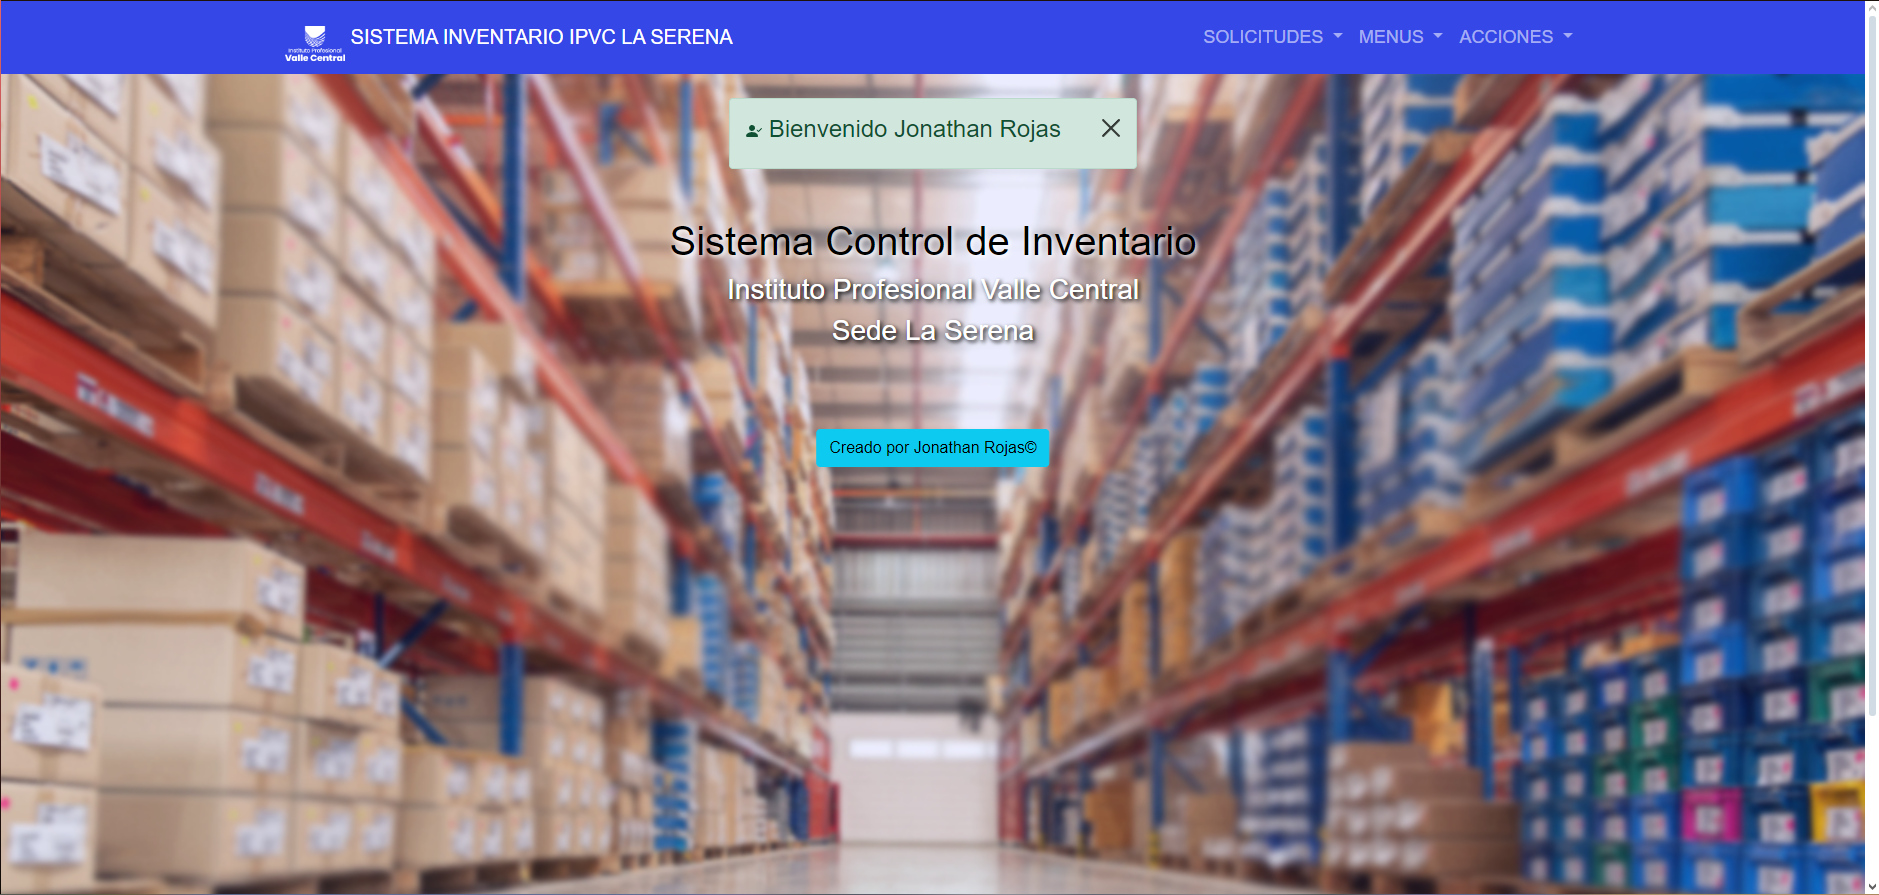 Instituto Profesional
Valle Central
SISTEMA INVENTARIO IPVC LA SERENA
SOLICITUDES
MENUS
ACCIONES
Bienvenido Jonathan Rojas
Sistema Control de Inventario
Instituto Profesional Valle Central
Sede La Serena
Creado por Jonathan Rojas©